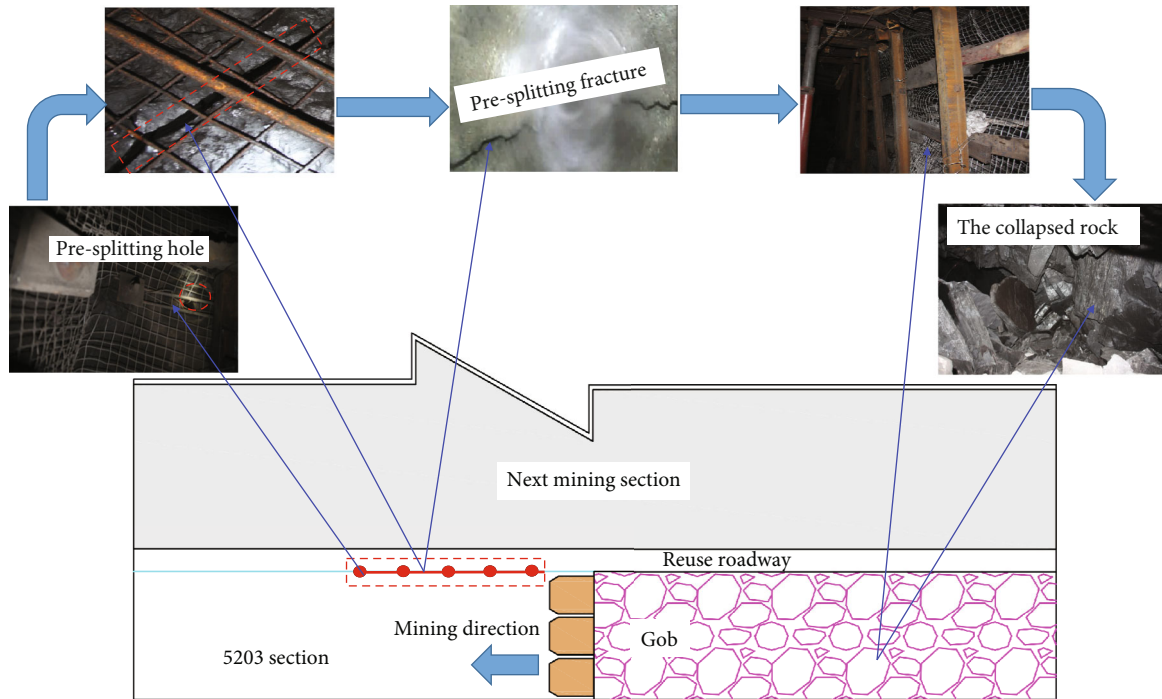 Pre-splitting fracture
Pre-splitting hole
The collapsed rock
Next mining section
Reuse roadway
Mining direction
Gob
5203 section